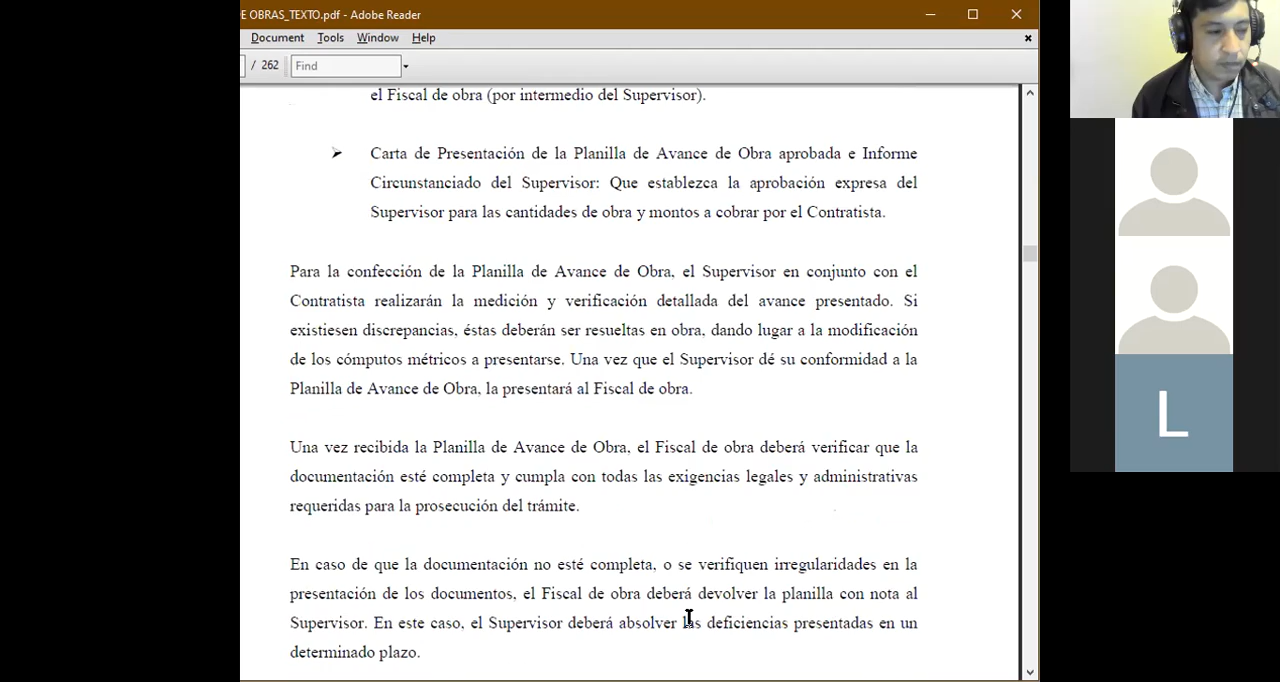 E OBRAS_TEXTO.pdf - Adobe Reader
Document Tools Window Help
/ 262 Find
el Fiscal de obra (por intermedio del Supervisor).
➢ Carta de Presentación de la Planilla de Avance de Obra aprobada e Informe
Circunstanciado del Supervisor: Que establezca la aprobación expresa del
Supervisor para las cantidades de obra y montos a cobrar por el Contratista.
Para la confección de la Planilla de Avance de Obra, el Supervisor en conjunto con el
Contratista realizarán la medición y verificación detallada del avance presentado. Si
existiesen discrepancias, éstas deberán ser resueltas en obra, dando lugar a la modificación
de los cómputos métricos a presentarse. Una vez que el Supervisor dé su conformidad a la
Planilla de Avance de Obra, la presentará al Fiscal de obra.
Una vez recibida la Planilla de Avance de Obra, el Fiscal de obra deberá verificar que la
documentación esté completa y cumpla con todas las exigencias legales y administrativas
requeridas para la prosecución del trámite.
En caso de que la documentación no esté completa, o se verifiquen irregularidades en la
presentación de los documentos, el Fiscal de obra deberá devolver la planilla con nota al
Supervisor. En este caso, el Supervisor deberá absolver las deficiencias presentadas en un
determinado plazo.
L